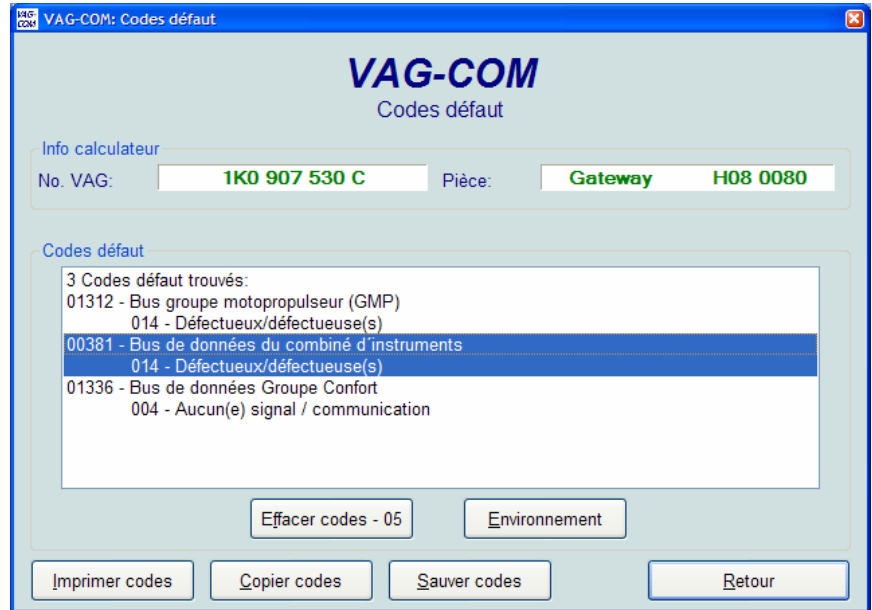 VAG-COM: Codes défaut
VAG-COM
Codes défaut
Info calculateur
No. VAG: 1K0 907 530 C Pièce: Gateway H08 0080
Codes défaut
3 Codes défaut trouvés:
01312 - Bus groupe motopropulseur (GMP)
014 - Défectueux/défectueuse(s)
00381 - Bus de données du combiné d´instruments
014 - Défectueux/défectueuse(s)
01336 - Bus de données Groupe Confort
004 - Aucun(e) signal / communication
Effacer codes - 05 Environnement
Imprimer codes Copier codes Sauver codes Retour